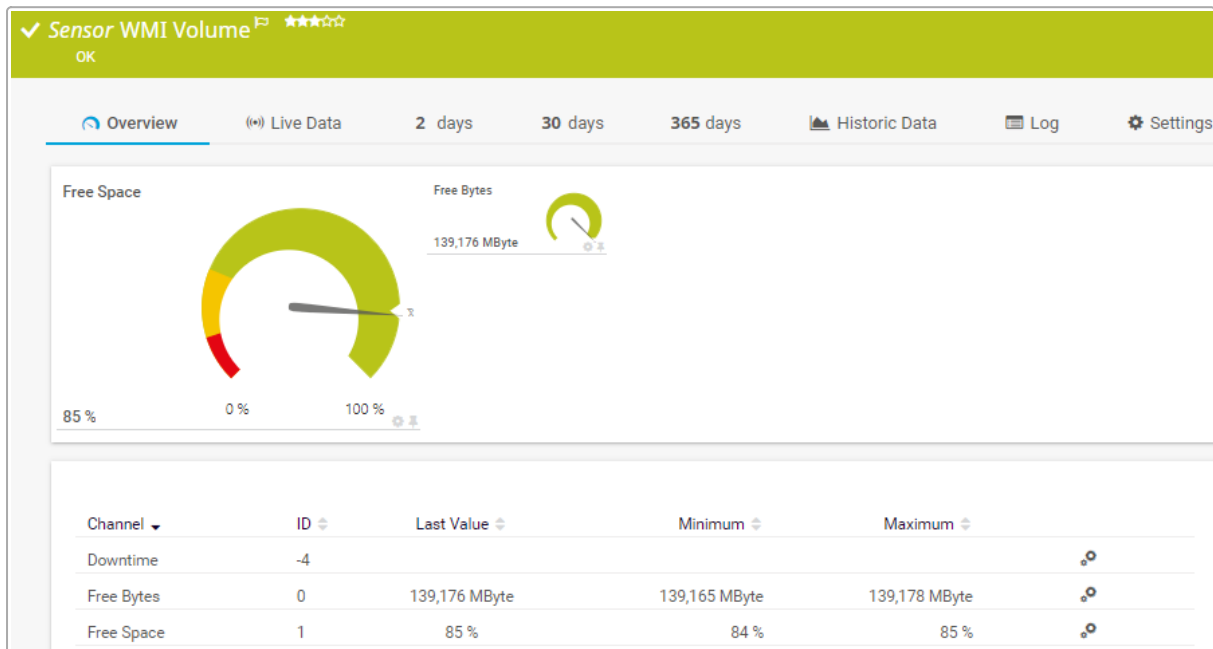 Sensor WMI Volume
OK
Overview Live Data 2 days 30 days 365 days Historic Data Log Settings
Free Space
Free Bytes
139,176 MByte
85 %
0 %
100 %
Channel ID Last Value Minimum Maximum
Downtime -4
Free Bytes 0 139,176 MByte 139,165 MByte 139,178 MByte
Free Space 1 85 % 84 % 85 %